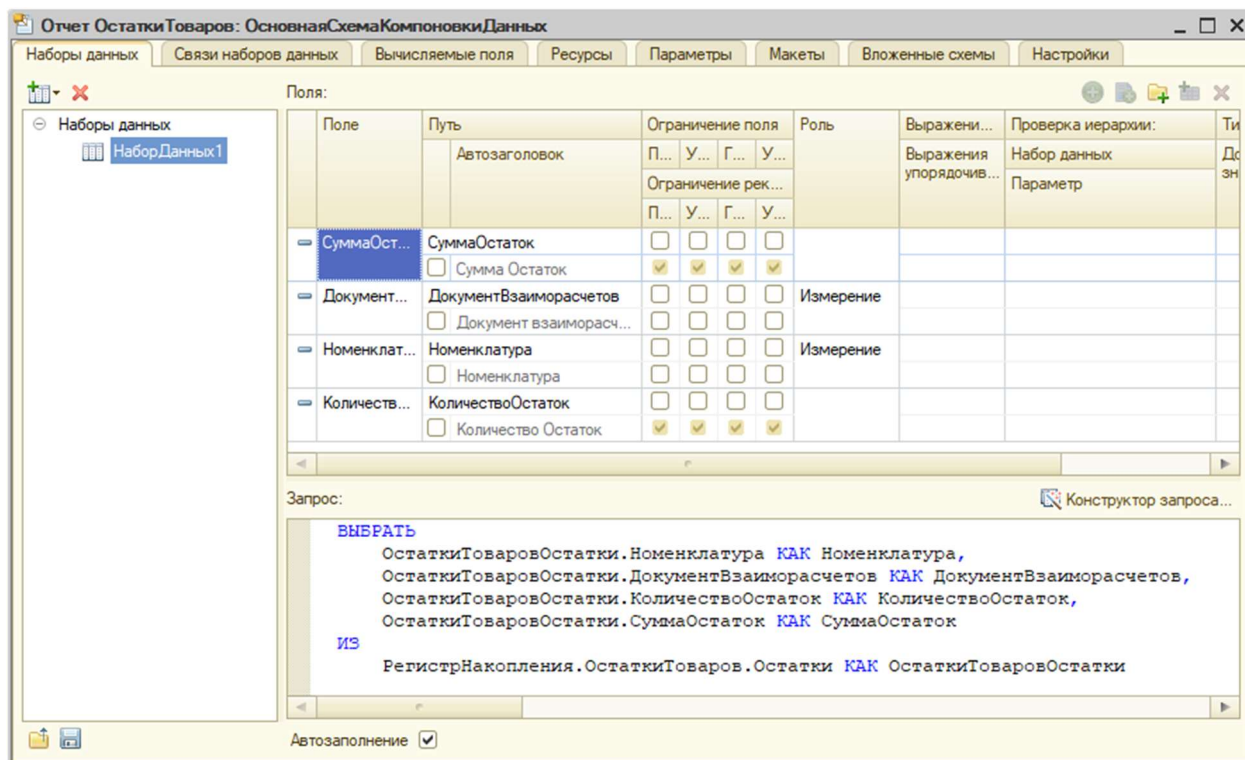 Отчет ОстаткиТоваров: ОсновнаяСхемаКомпоновкиДанных
Наборы данных Связи наборов данных Вычисляемые поля Ресурсы Параметры Макеты Вложенные схемы Настройки
Поля:
Наборы данных
НаборДанных1
Поле Путь Ограничение поля Роль Выражени... Проверка иерархии: Ти
Автозаголовок П... У... Г... У... Выражения упорядочив... Набор данных До
Ограничение рек... Параметр зн
П... У... Г... У...
СуммаОст... СуммаОстаток
Сумма Остаток
Документ... ДокументВзаиморасчетов Измерение
Документ взаиморасч...
Номенклат... Номенклатура Измерение
Номенклатура
Количеств... КоличествоОстаток
Количество Остаток
Запрос: Конструктор запроса...
ВЫБРАТЬ
ОстаткиТоваровОстатки.Номенклатура КАК Номенклатура,
ОстаткиТоваровОстатки.ДокументВзаиморасчетов КАК ДокументВзаиморасчетов,
ОстаткиТоваровОстатки.КоличествоОстаток КАК КоличествоОстаток,
ОстаткиТоваровОстатки.СуммаОстаток КАК СуммаОстаток
ИЗ
РегистрНакопления.ОстаткиТоваров.Остатки КАК ОстаткиТоваровОстатки
Автозаполнение